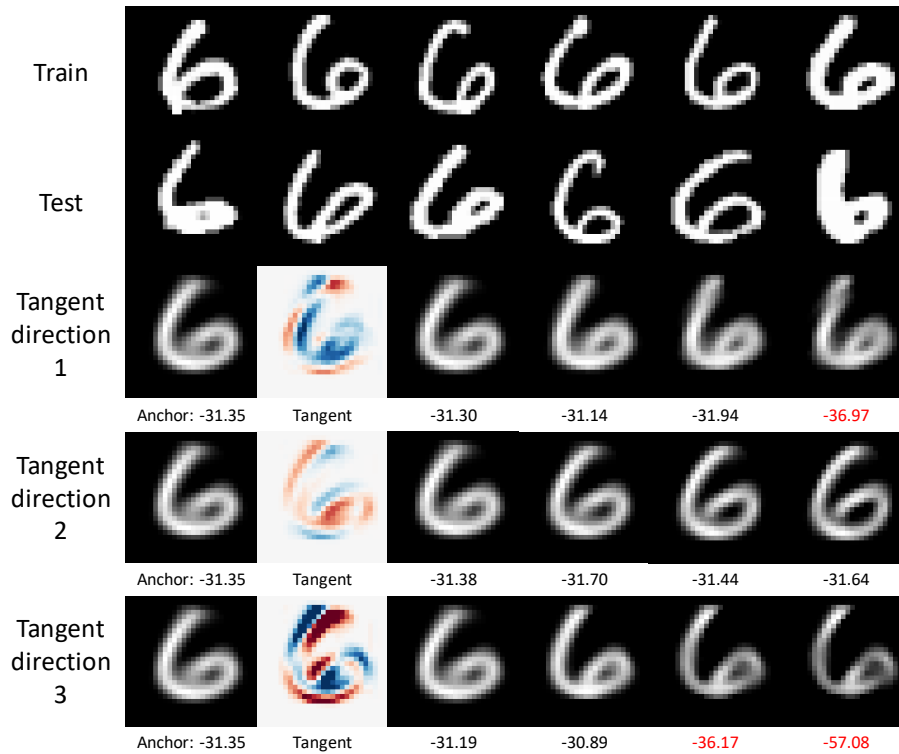 Train
Test
Tangent
direction
1
Anchor: -31.35 Tangent -31.30 -31.14 -31.94 -36.97
Tangent
direction
2
Anchor: -31.35 Tangent -31.38 -31.70 -31.44 -31.64
Tangent
direction
3
Anchor: -31.35 Tangent -31.19 -30.89 -36.17 -57.08